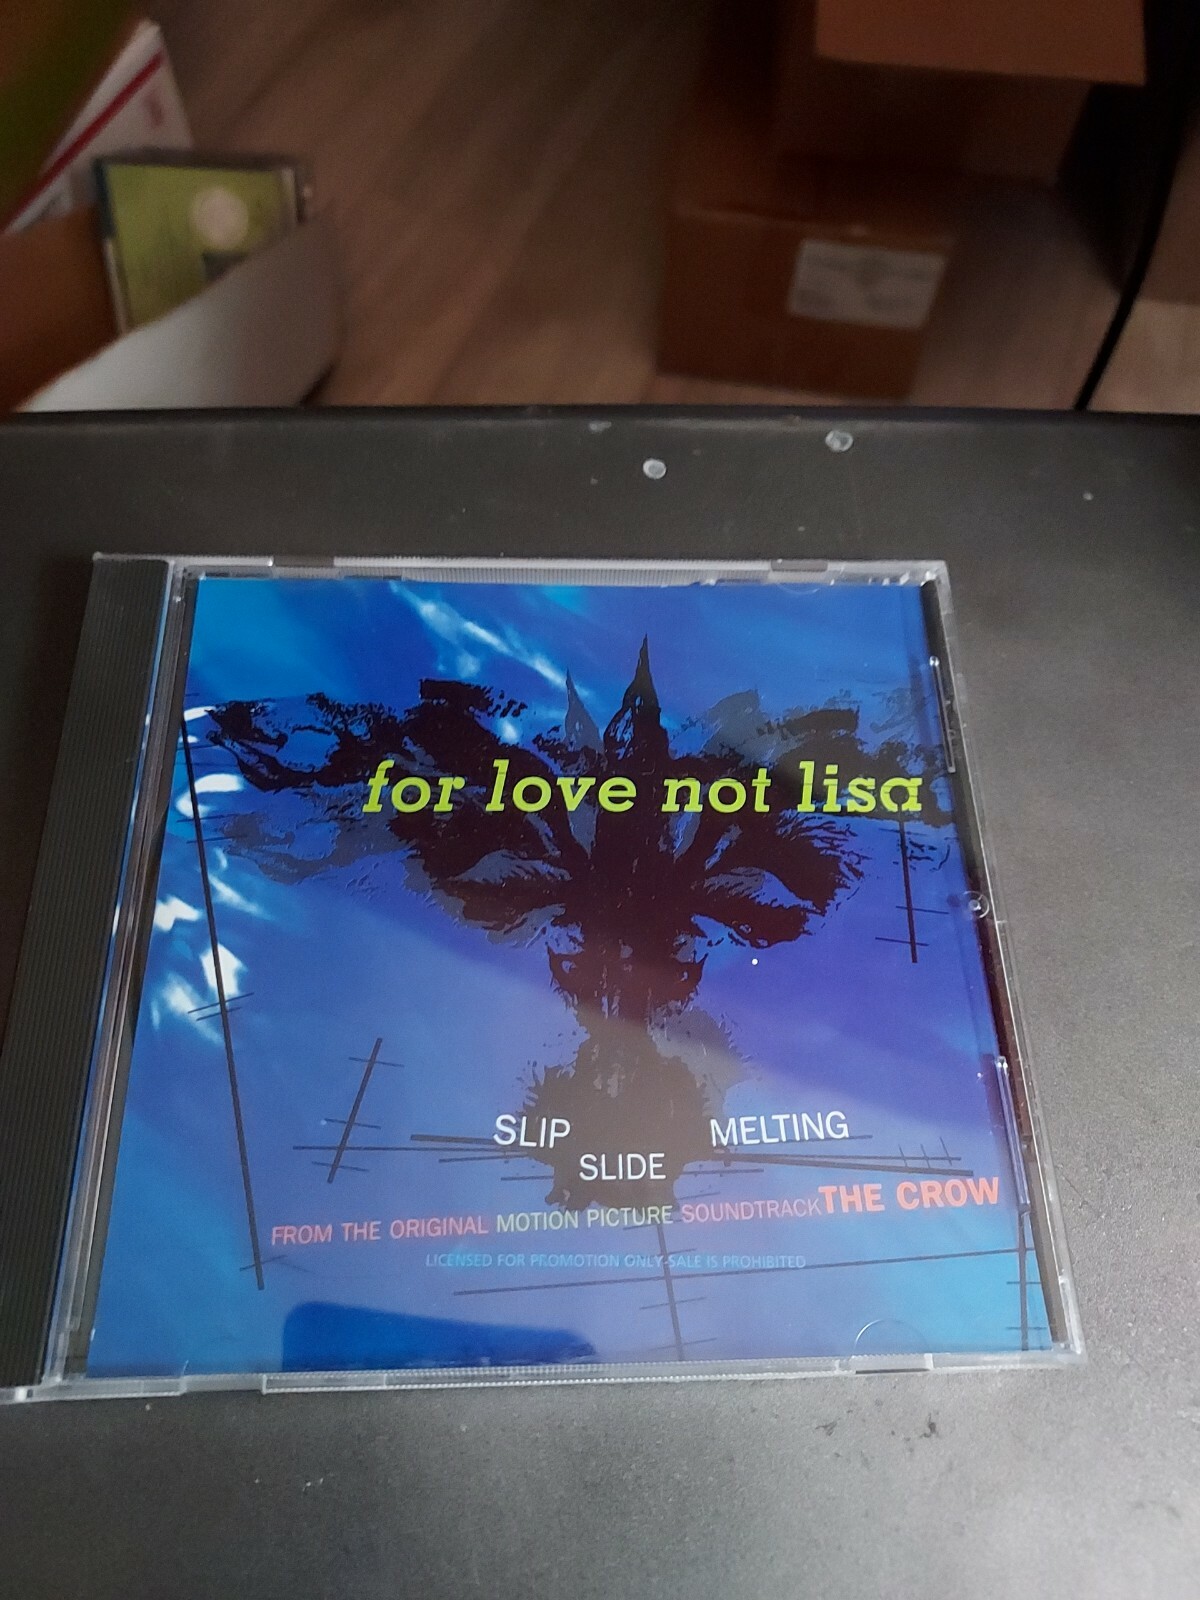 for love not lisa
SLIP
SLIDE
MELTING
FROM THE ORIGINAL MOTION PICTURE SOUNDTRACK THE CROW
LICENSED FOR PROMOTION ONLY-SALE IS PROHIBITED